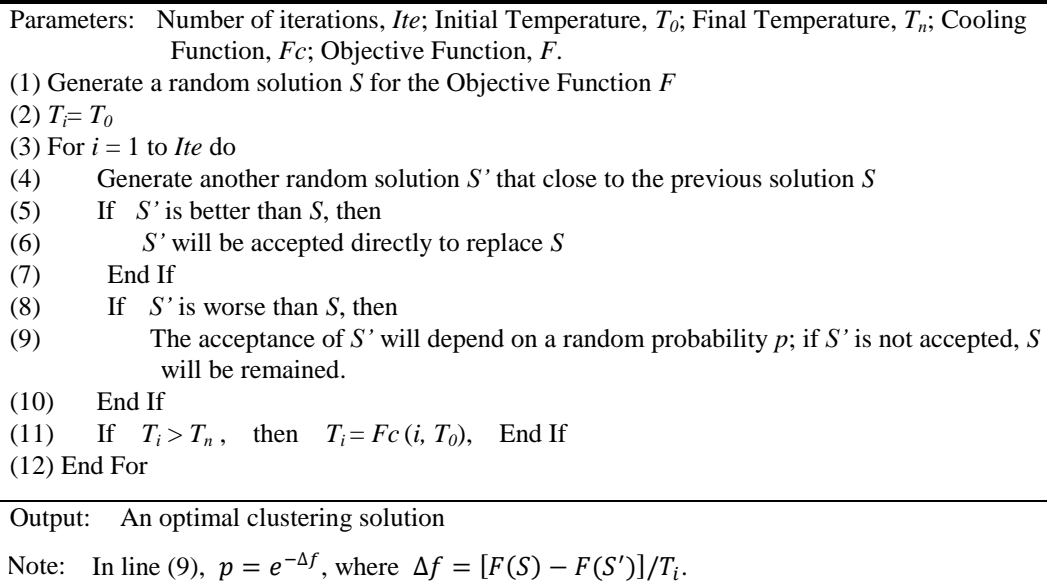 Parameters: Number of iterations, Ite; Initial Temperature, T₀; Final Temperature, Tₙ; Cooling
Function, Fc; Objective Function, F.
(1) Generate a random solution S for the Objective Function F
(2) Tᵢ= T₀
(3) For i = 1 to Ite do
(4) Generate another random solution S’ that close to the previous solution S
(5) If S’ is better than S, then
(6) S’ will be accepted directly to replace S
(7) End If
(8) If S’ is worse than S, then
(9) The acceptance of S’ will depend on a random probability p; if S’ is not accepted, S
will be remained.
(10) End If
(11) If Tᵢ > Tₙ , then Tᵢ = Fc (i, T₀), End If
(12) End For
Output: An optimal clustering solution
Note: In line (9), 𝑝 = 𝑒^{−Δ𝑓}, where Δ𝑓 = [𝐹(𝑆) − 𝐹(𝑆′)]/𝑇ᵢ.